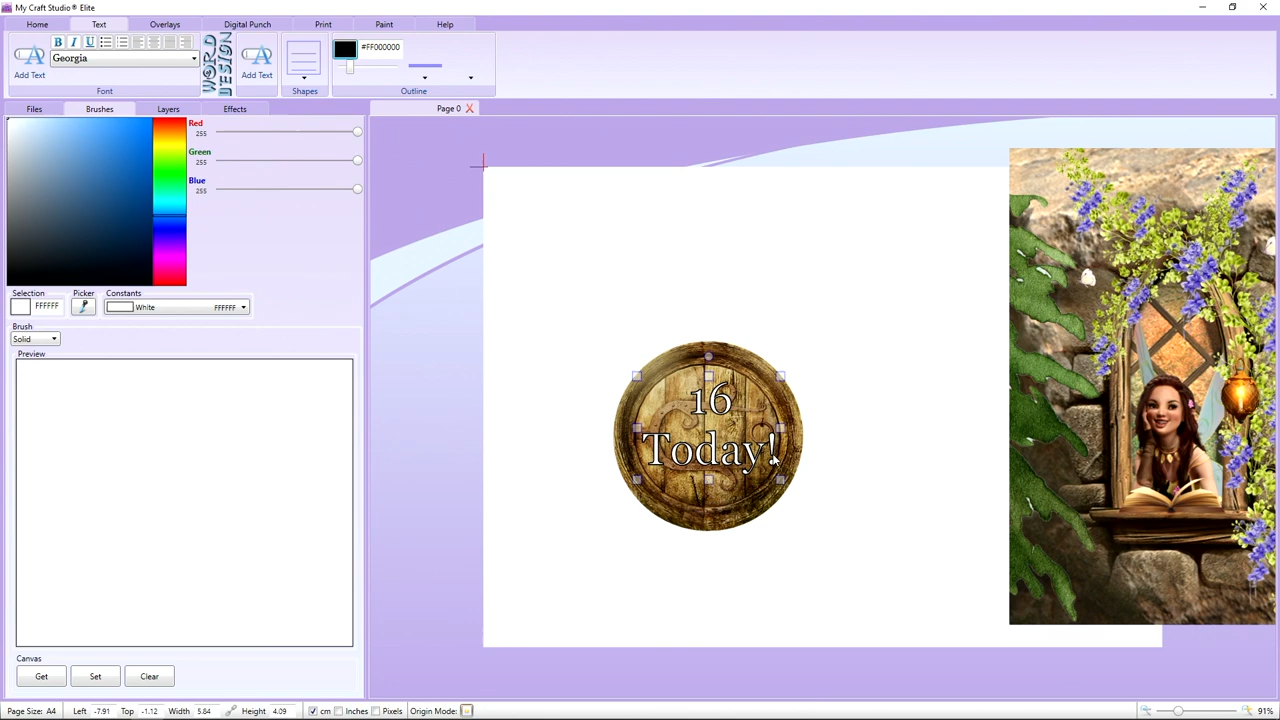 My Craft Studio® Elite
Home Text Overlays Digital Punch Print Paint Help
B I U
Georgia
Add Text
Font
WORD DESIGN
Add Text
Shapes
#FF000000
Outline
Files Brushes Layers Effects
Page 0 X
Red
255
Green
255
Blue
255
Selection Picker Constants
FFFFFF White FFFFFF
Brush
Solid
Preview
16
Today!
Canvas
Get Set Clear
Page Size: A4 Left -7.91 Top -1.12 Width 5.84 Height 4.09 cm Inches Pixels Origin Mode: 91%